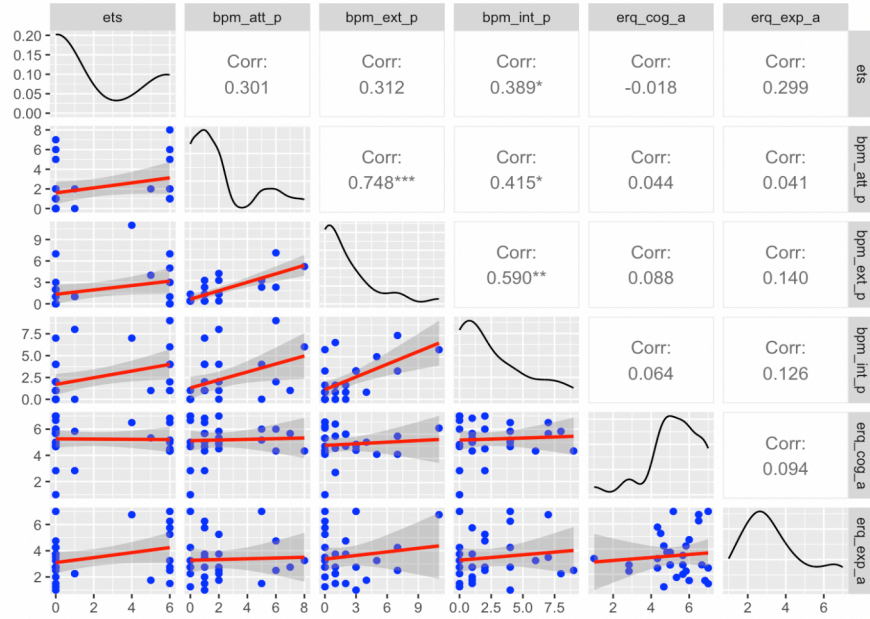 ets bpm_att_p bpm_ext_p bpm_int_p erq_cog_a erq_exp_a
0.20
0.15
0.10
0.05
0.00
Corr:
0.301
Corr:
0.312
Corr:
0.389*
Corr:
-0.018
Corr:
0.299
ets
8
6
4
2
0
Corr:
0.748***
Corr:
0.415*
Corr:
0.044
Corr:
0.041
bpm_att_p
9
6
3
0
Corr:
0.590**
Corr:
0.088
Corr:
0.140
bpm_ext_p
7.5
5.0
2.5
0.0
Corr:
0.064
Corr:
0.126
bpm_int_p
6
4
2
Corr:
0.094
erq_cog_a
6
4
2
erq_exp_a
0 2 4 6 0 2 4 6 8 0 3 6 9 0.0 2.5 5.0 7.5 2 4 6 2 4 6